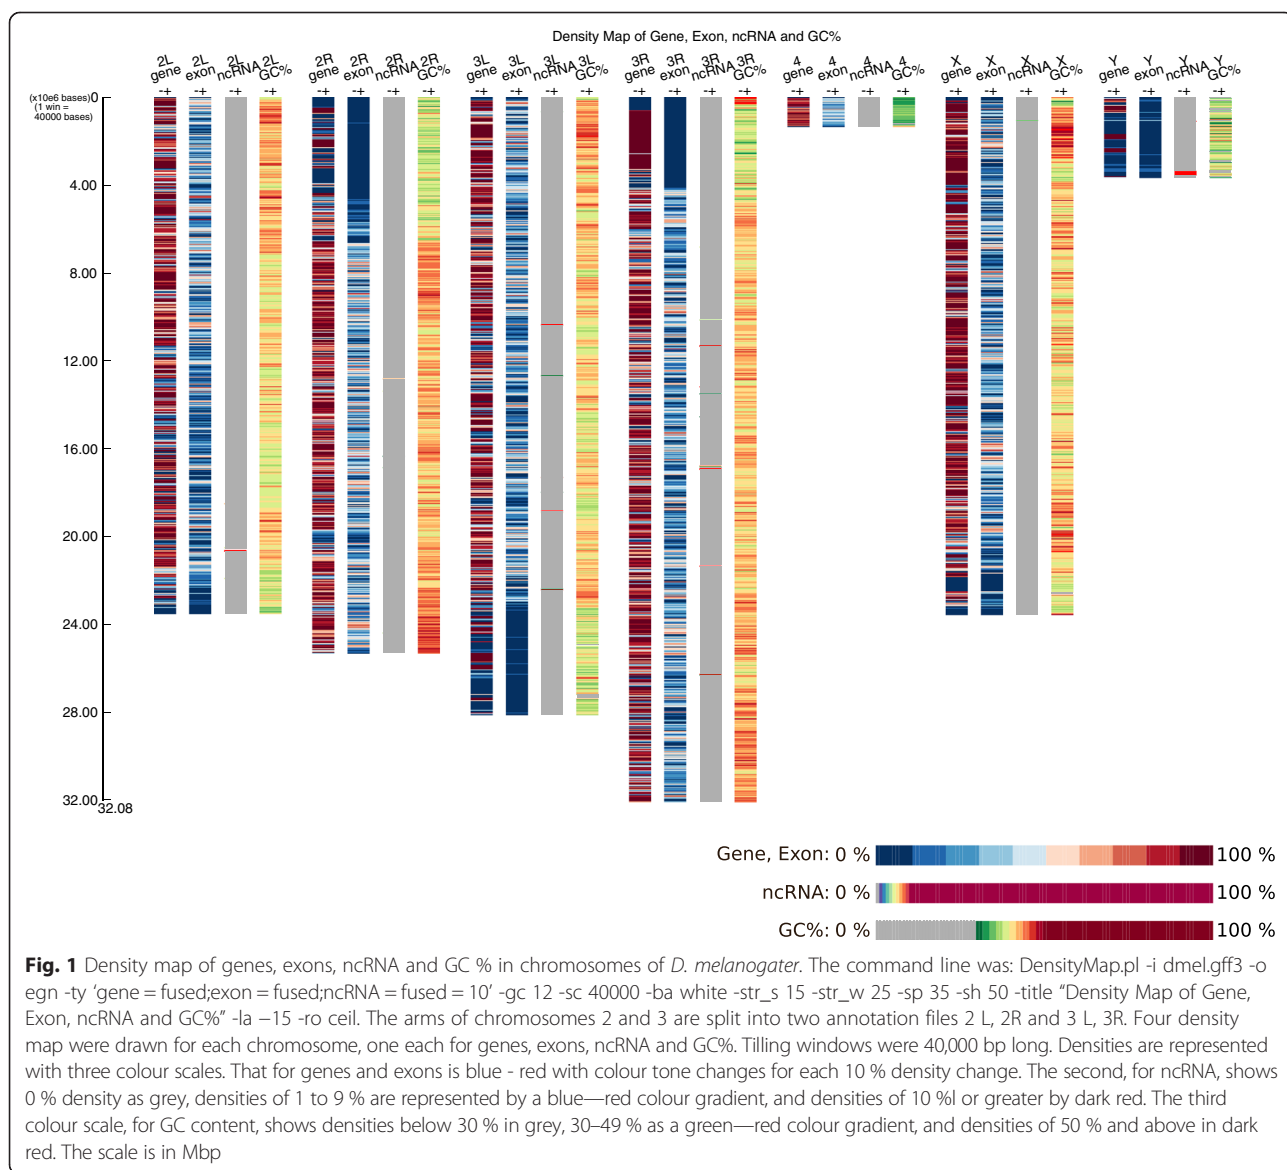 Density Map of Gene, Exon, ncRNA and GC%
2L gene 2L exon 2L ncRNA 2L GC% 2R gene 2R exon 2R ncRNA 2R GC% 3L gene 3L exon 3L ncRNA 3L GC% 3R gene 3R exon 3R ncRNA 3R GC% 4 gene 4 exon 4 ncRNA 4 GC% X gene X exon X ncRNA X GC% Y gene Y exon Y ncRNA Y GC%
-+ -+ -+ -+ -+ -+ -+ -+ -+ -+ -+ -+ -+ -+ -+ -+ -+ -+ -+ -+ -+ -+ -+ -+ -+ -+ -+ -+
(x10e6 bases) 0
(1 win =
40000 bases)
4.00
8.00
12.00
16.00
20.00
24.00
28.00
32.00
32.08
Gene, Exon: 0 % 100 %
ncRNA: 0 % 100 %
GC%: 0 % 100 %
Fig. 1 Density map of genes, exons, ncRNA and GC % in chromosomes of D. melanogater. The command line was: DensityMap.pl -i dmel.gff3 -o
egn -ty ‘gene = fused;exon = fused;ncRNA = fused = 10’ -gc 12 -sc 40000 -ba white -str_s 15 -str_w 25 -sp 35 -sh 50 -title “Density Map of Gene,
Exon, ncRNA and GC%” -la −15 -ro ceil. The arms of chromosomes 2 and 3 are split into two annotation files 2 L, 2R and 3 L, 3R. Four density
map were drawn for each chromosome, one each for genes, exons, ncRNA and GC%. Tilling windows were 40,000 bp long. Densities are represented
with three colour scales. That for genes and exons is blue - red with colour tone changes for each 10 % density change. The second, for ncRNA, shows
0 % density as grey, densities of 1 to 9 % are represented by a blue—red colour gradient, and densities of 10 %l or greater by dark red. The third
colour scale, for GC content, shows densities below 30 % in grey, 30–49 % as a green—red colour gradient, and densities of 50 % and above in dark
red. The scale is in Mbp